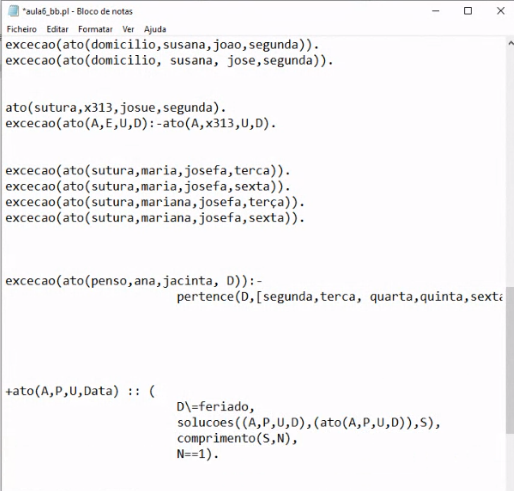 *aula6_bb.pl - Bloco de notas
Ficheiro Editar Formatar Ver Ajuda
excecao(ato(domicilio,susana,joao,segunda)).
excecao(ato(domicilio, susana, jose,segunda)).
ato(sutura,x313,josue,segunda).
excecao(ato(A,E,U,D):-ato(A,x313,U,D).
excecao(ato(sutura,maria,josefa,terca)).
excecao(ato(sutura,maria,josefa,sexta)).
excecao(ato(sutura,mariana,josefa,terça)).
excecao(ato(sutura,mariana,josefa,sexta)).
excecao(ato(penso,ana,jacinta, D)):-
pertence(D,[segunda,terca, quarta,quinta,sexta
+ato(A,P,U,Data) :: (
D\=feriado,
solucoes((A,P,U,D),(ato(A,P,U,D)),S),
comprimento(S,N),
N==1).